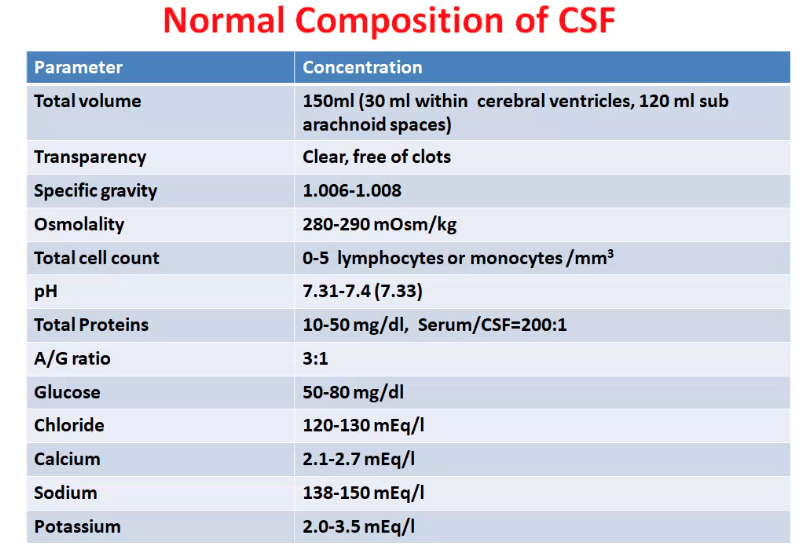 Normal Composition of CSF
Parameter Concentration
Total volume 150ml (30 ml within cerebral ventricles, 120 ml sub
arachnoid spaces)
Transparency Clear, free of clots
Specific gravity 1.006-1.008
Osmolality 280-290 mOsm/kg
Total cell count 0-5 lymphocytes or monocytes /mm³
pH 7.31-7.4 (7.33)
Total Proteins 10-50 mg/dl, Serum/CSF=200:1
A/G ratio 3:1
Glucose 50-80 mg/dl
Chloride 120-130 mEq/l
Calcium 2.1-2.7 mEq/l
Sodium 138-150 mEq/l
Potassium 2.0-3.5 mEq/l